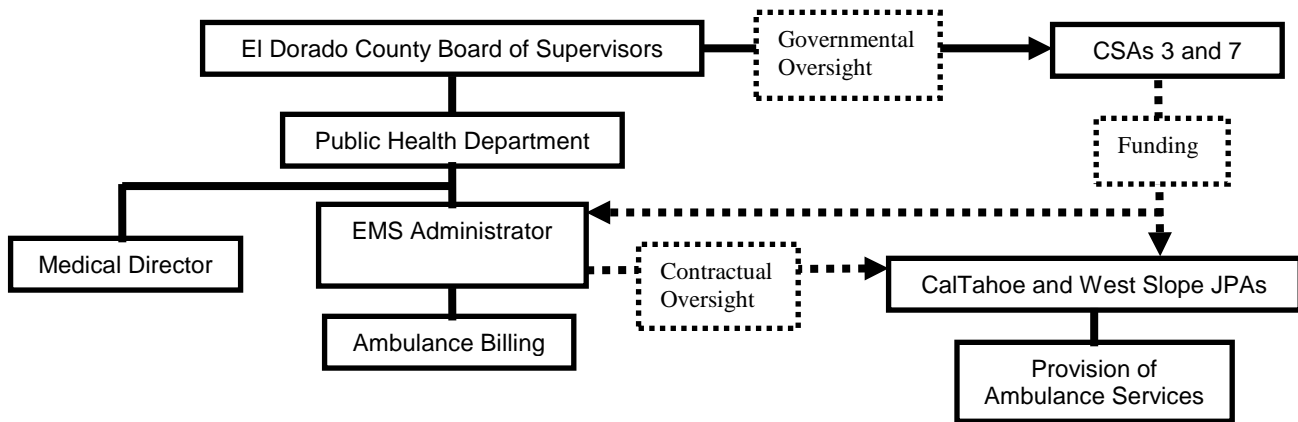 El Dorado County Board of Supervisors
Governmental
Oversight
CSAs 3 and 7
Public Health Department
Funding
EMS Administrator
Medical Director
Contractual
Oversight
CalTahoe and West Slope JPAs
Ambulance Billing
Provision of
Ambulance Services